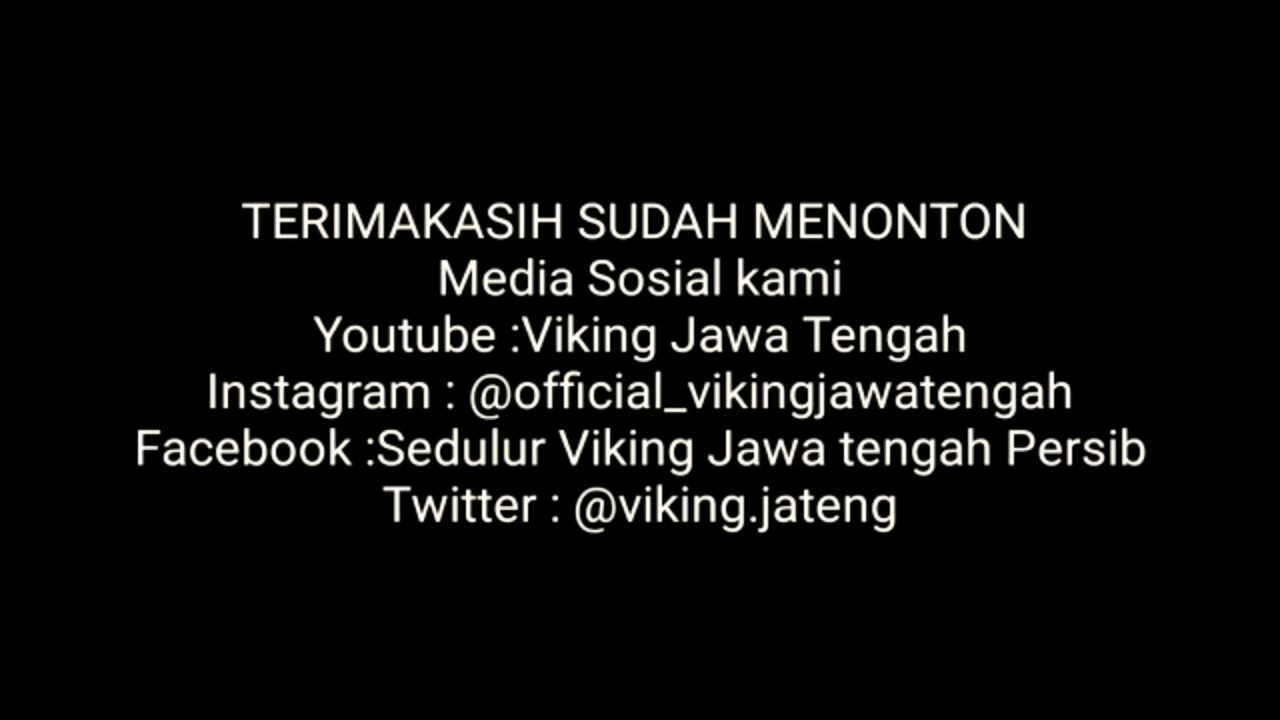 TERIMAKASIH SUDAH MENONTON
Media Sosial kami
Youtube :Viking Jawa Tengah
Instagram : @official_vikingjawatengah
Facebook :Sedulur Viking Jawa tengah Persib
Twitter : @viking.jateng